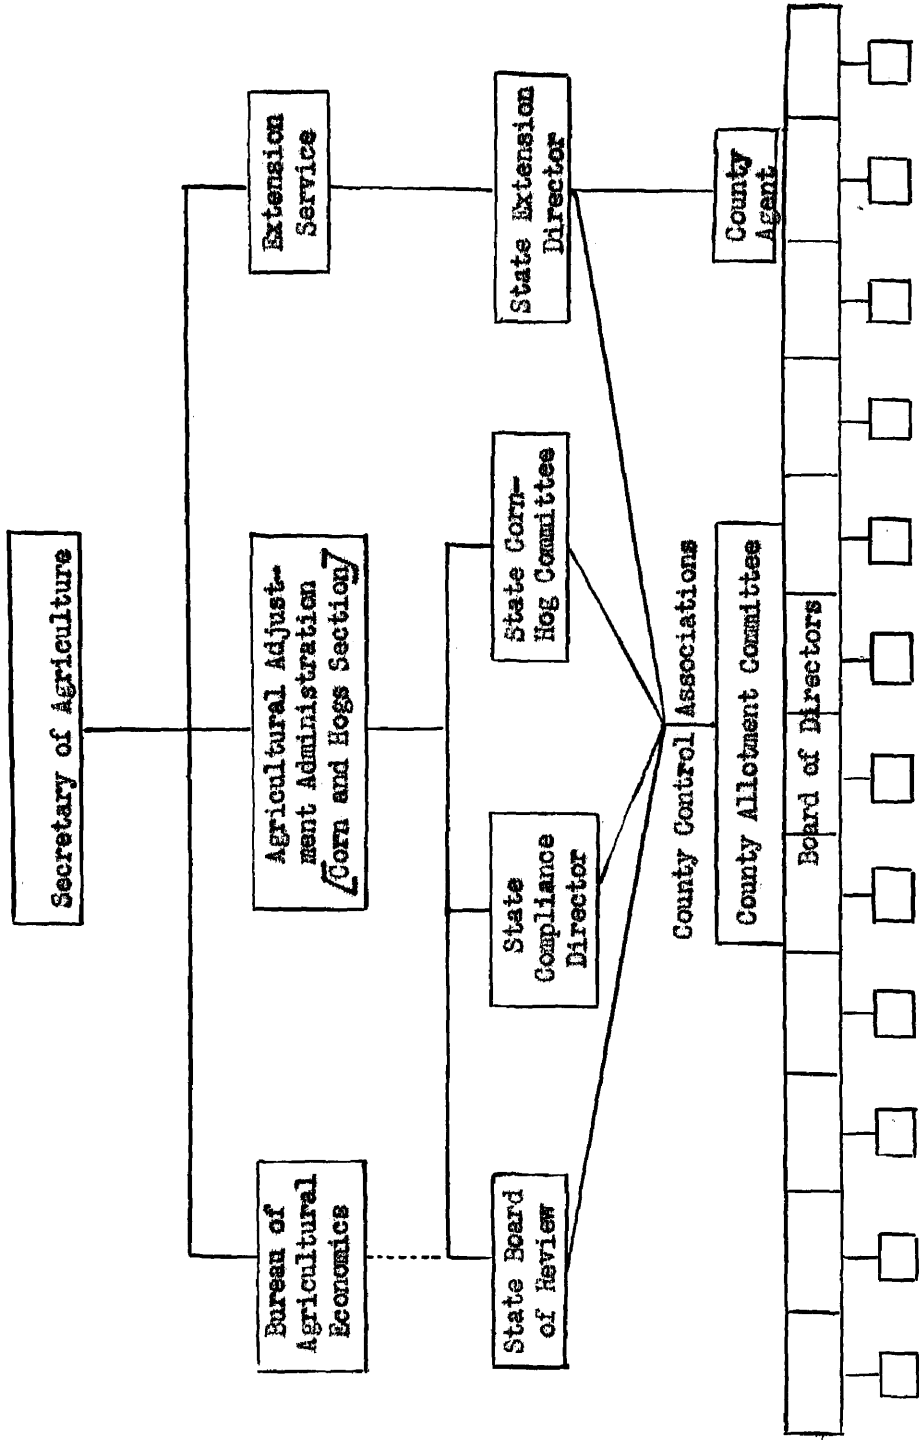 Secretary of Agriculture
Bureau of
Agricultural
Economics
Agricultural Adjust-
ment Administration
[Corn and Hogs Section]
Extension
Service
State Board
of Review
State
Compliance
Director
State Corn-
Hog Committee
State Extension
Director
County Control Associations
County Allotment Committee
County
Agent
Board of Directors